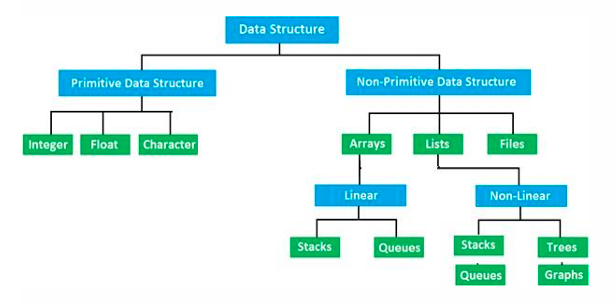 Data Structure
Primitive Data Structure
Non-Primitive Data Structure
Integer
Float
Character
Arrays
Lists
Files
Linear
Non-Linear
Stacks
Queues
Stacks
Trees
Queues
Graphs